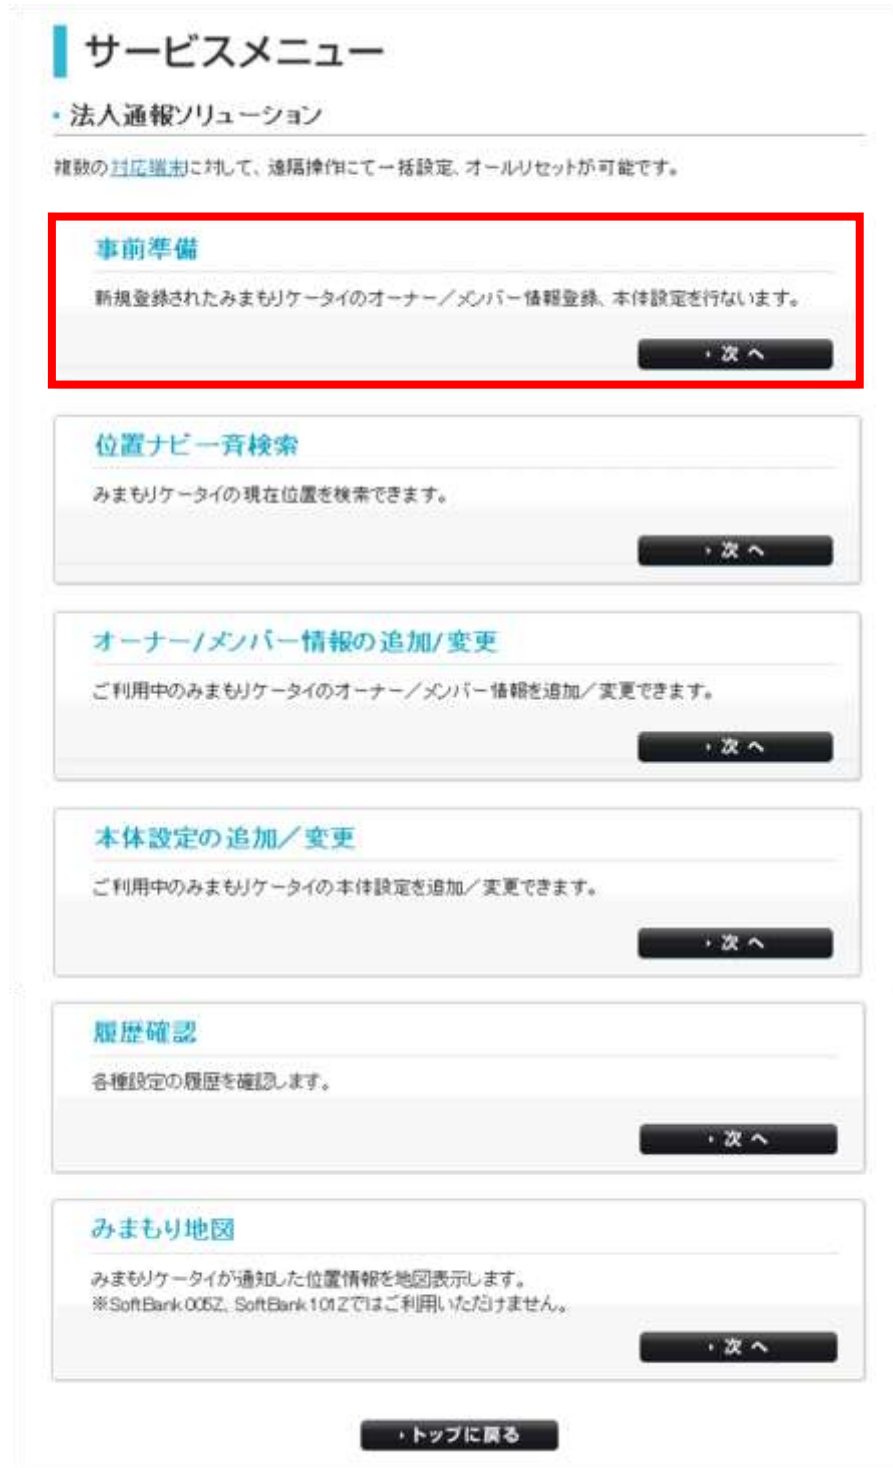 サービスメニュー
・法人通報ソリューション
複数の対応端末に対して、遠隔操作にて一括設定、オールリセットが可能です。
事前準備
新規登録されたみまもりケータイのオーナー／メンバー情報登録、本体設定を行ないます。
次へ
位置ナビ一斉検索
みまもりケータイの現在位置を検索できます。
次へ
オーナー/メンバー情報の追加/変更
ご利用中のみまもりケータイのオーナー／メンバー情報を追加／変更できます。
次へ
本体設定の追加／変更
ご利用中のみまもりケータイの本体設定を追加／変更できます。
次へ
履歴確認
各種設定の履歴を確認します。
次へ
みまもり地図
みまもりケータイが通知した位置情報を地図表示します。
※SoftBank 005Z、SoftBank 101Zではご利用いただけません。
次へ
トップに戻る